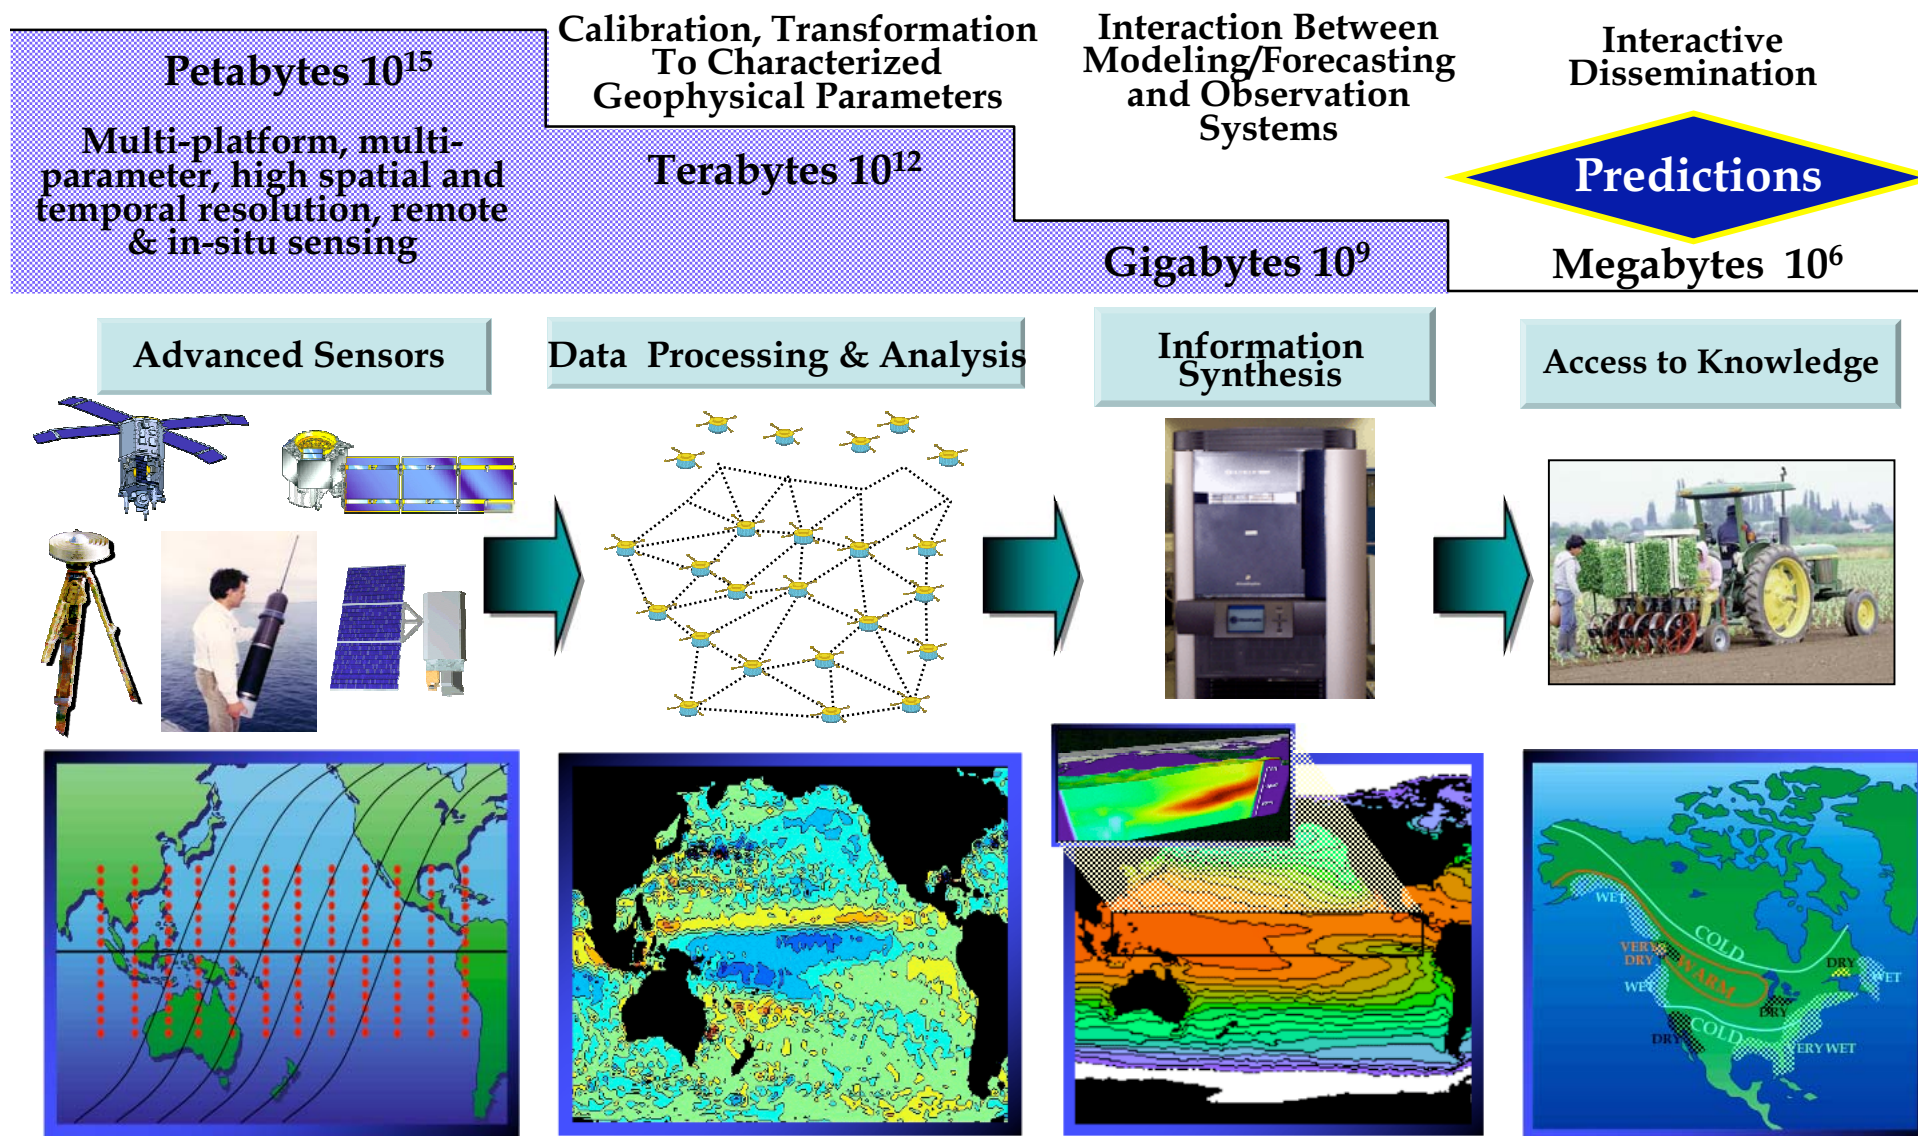 Petabytes 10¹⁵
Multi-platform, multi-
parameter, high spatial and
temporal resolution, remote
& in-situ sensing
Calibration, Transformation
To Characterized
Geophysical Parameters
Terabytes 10¹²
Interaction Between
Modeling/Forecasting
and Observation
Systems
Gigabytes 10⁹
Interactive
Dissemination
Predictions
Megabytes 10⁶
Advanced Sensors
Data Processing & Analysis
Information
Synthesis
Access to Knowledge
WET
COLD
VERY
DRY
WARM
DRY
WET
WET
DRY
COLD
DRY
ERY WET